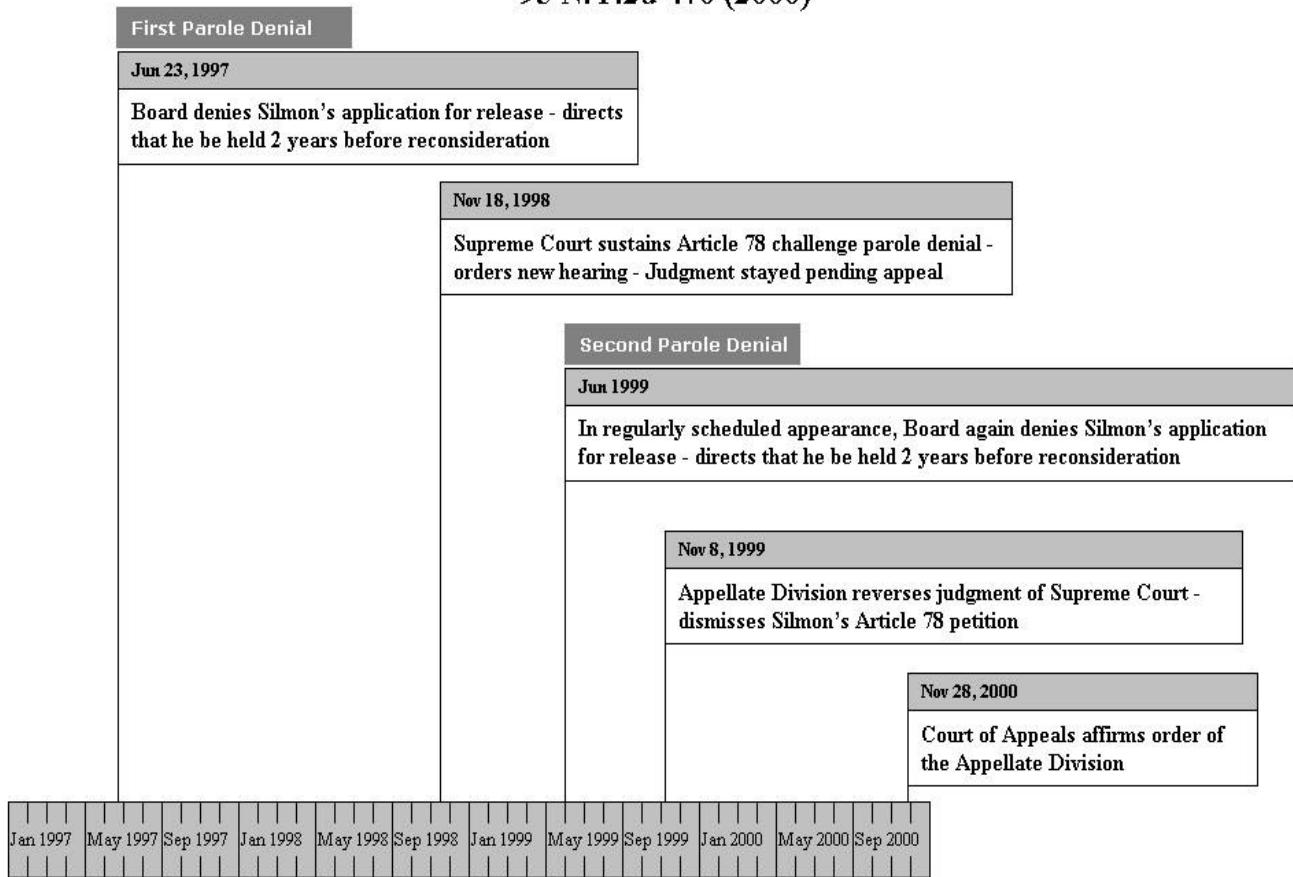 (2000)
First Parole Denial
Jun 23, 1997
Board denies Silmon's application for release - directs
that he be held 2 years before reconsideration
Nov 18, 1998
Supreme Court sustains Article 78 challenge parole denial -
orders new hearing - Judgment stayed pending appeal
Second Parole Denial
Jun 1999
In regularly scheduled appearance, Board again denies Silmon's application
for release - directs that he be held 2 years before reconsideration
Nov 8, 1999
Appellate Division reverses judgment of Supreme Court -
dismisses Silmon's Article 78 petition
Nov 28, 2000
Court of Appeals affirms order of
the Appellate Division
Jan 1997 May 1997 Sep 1997 Jan 1998 May 1998 Sep 1998 Jan 1999 May 1999 Sep 1999 Jan 2000 May 2000 Sep 2000